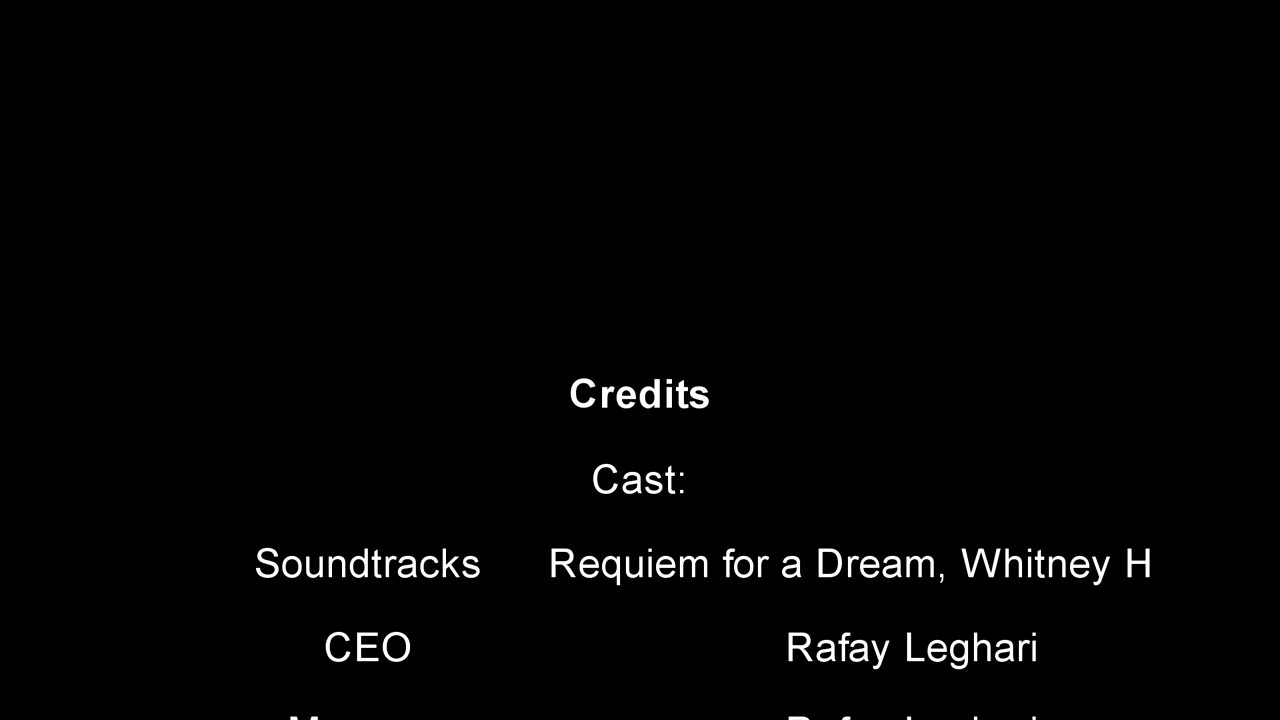 Credits
Cast:
Soundtracks Requiem for a Dream, Whitney H
CEO Rafay Leghari